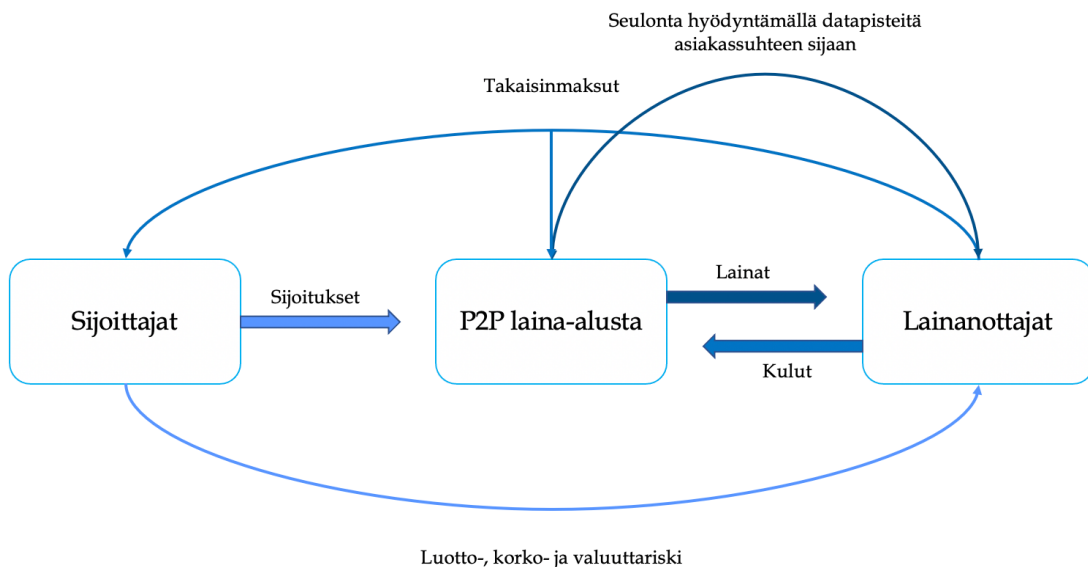 Seulonta hyödyntämällä datapisteitä
asiakassuhteen sijaan
Takaisinmaksut
Sijoittajat
Sijoitukset
P2P laina-alusta
Lainat
Kulut
Lainanottajat
Luotto-, korko- ja valuuttariski